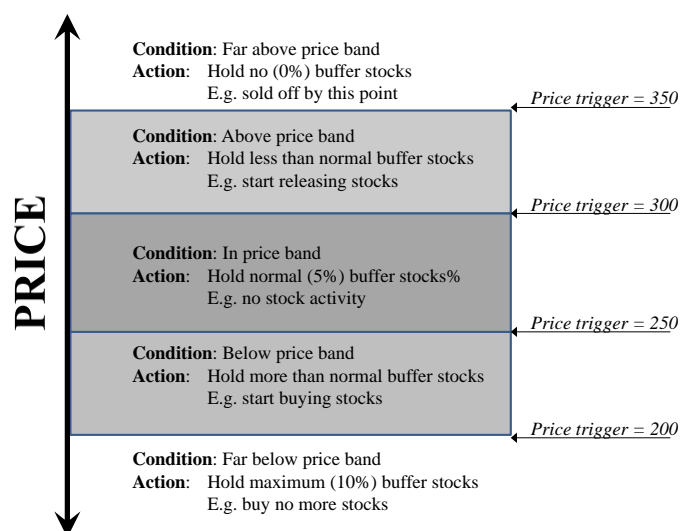 Condition: Far above price band
Action: Hold no (0%) buffer stocks
E.g. sold off by this point
Price trigger = 350
Condition: Above price band
Action: Hold less than normal buffer stocks
E.g. start releasing stocks
Price trigger = 300
PRICE
Condition: In price band
Action: Hold normal (5%) buffer stocks%
E.g. no stock activity
Price trigger = 250
Condition: Below price band
Action: Hold more than normal buffer stocks
E.g. start buying stocks
Price trigger = 200
Condition: Far below price band
Action: Hold maximum (10%) buffer stocks
E.g. buy no more stocks